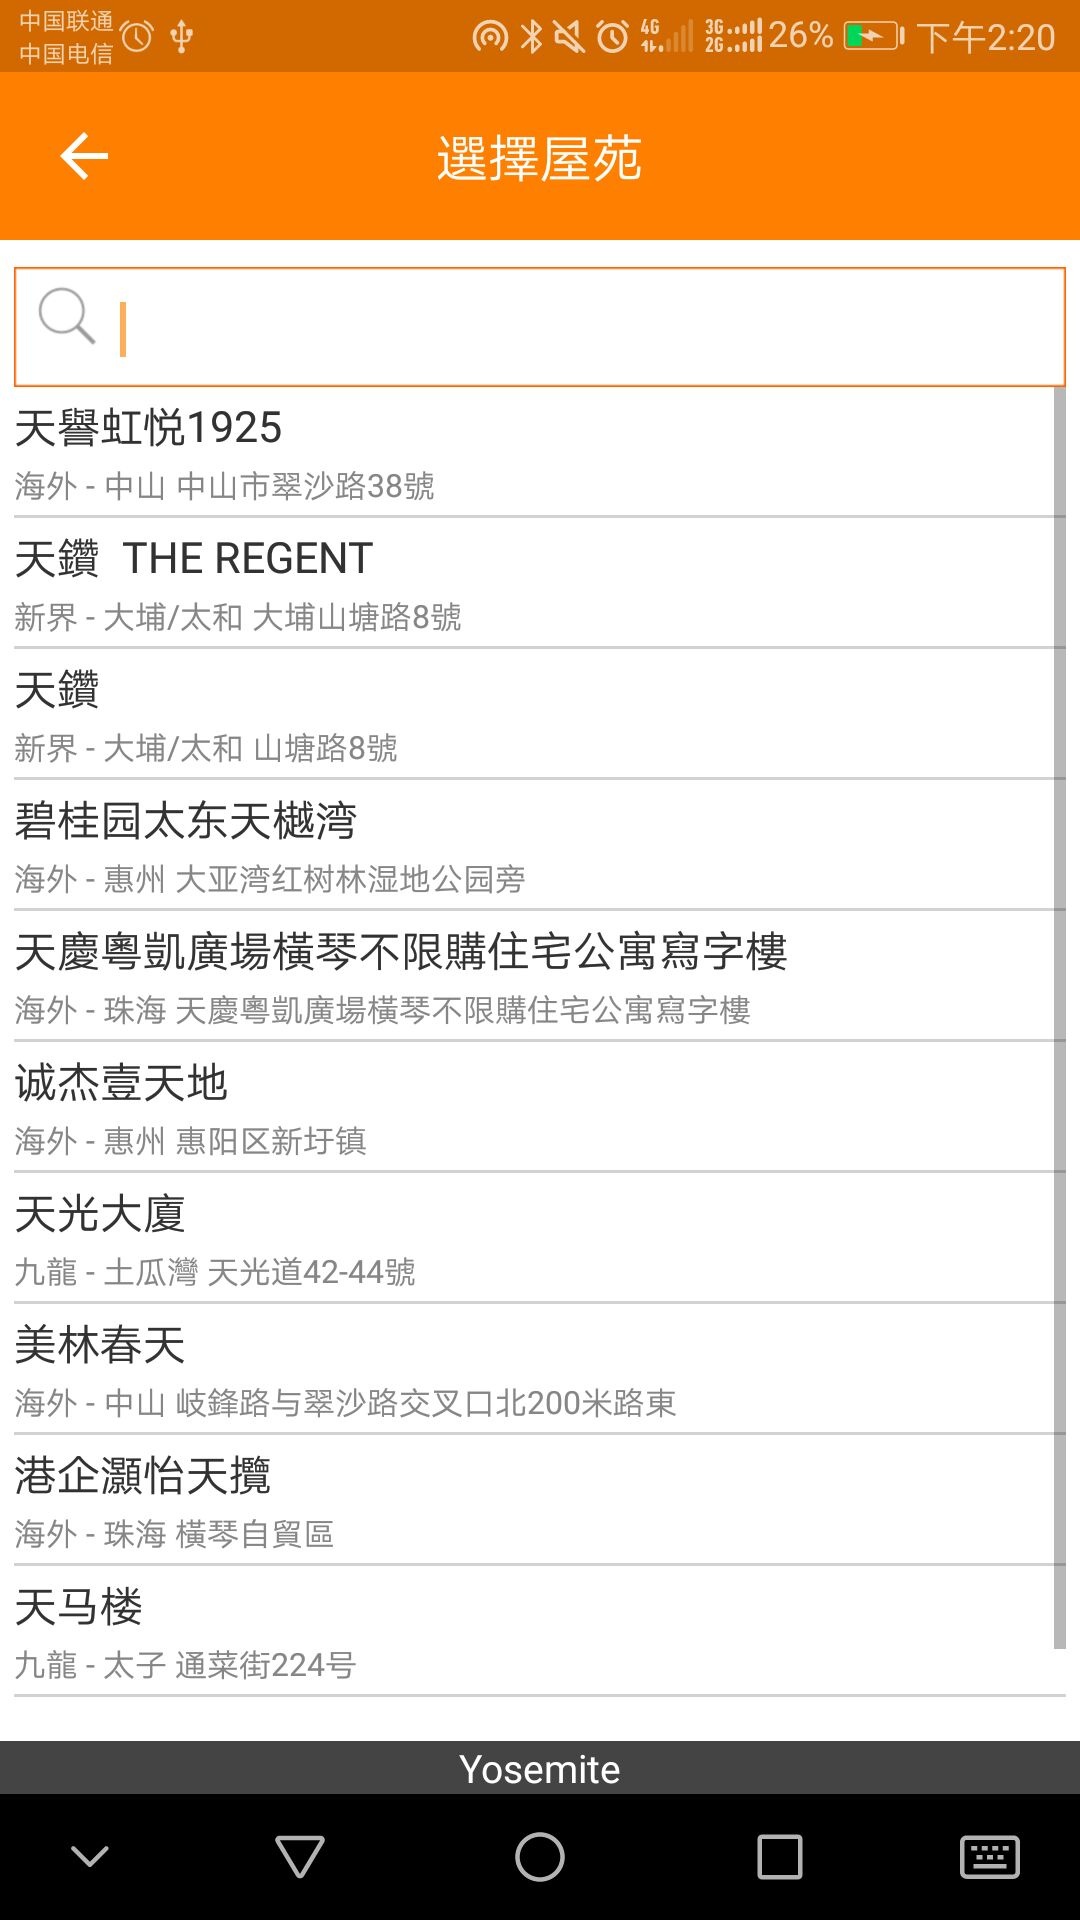 中国联通
中国电信
4G 3G 2G 26% 下午2:20
選擇屋苑
天譽虹悦1925
海外 - 中山 中山市翠沙路38號
天鑽 THE REGENT
新界 - 大埔/太和 大埔山塘路8號
天鑽
新界 - 大埔/太和 山塘路8號
碧桂园太东天樾湾
海外 - 惠州 大亚湾红树林湿地公园旁
天慶粵凱廣場橫琴不限購住宅公寓寫字樓
海外 - 珠海 天慶粵凱廣場橫琴不限購住宅公寓寫字樓
诚杰壹天地
海外 - 惠州 惠阳区新圩镇
天光大廈
九龍 - 土瓜灣 天光道42-44號
美林春天
海外 - 中山 岐鋒路与翠沙路交叉口北200米路東
港企灝怡天攬
海外 - 珠海 橫琴自貿區
天马楼
九龍 - 太子 通菜街224号
Yosemite